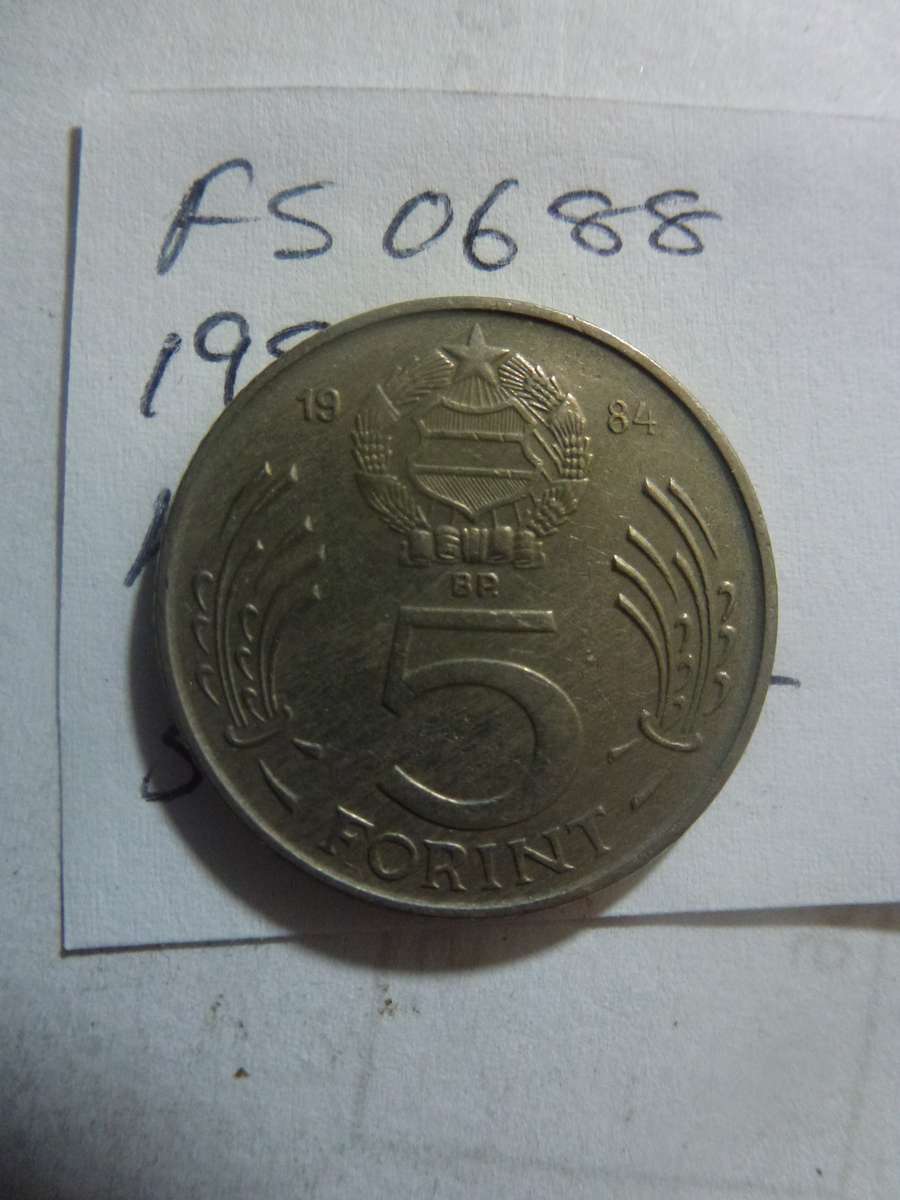 FS 0688
19
19 84
BP.
5
FORINT